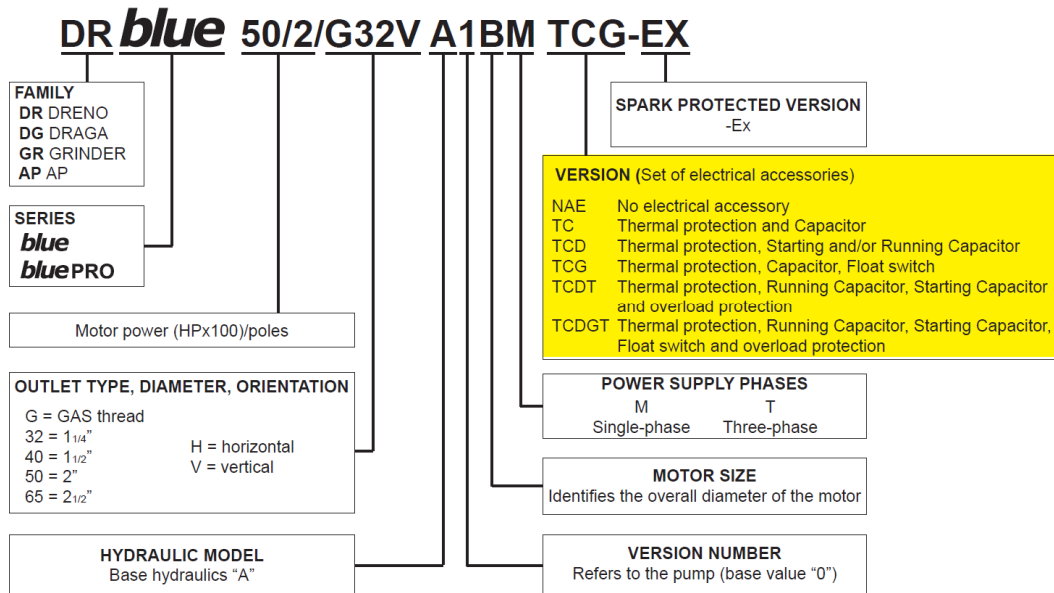 DR blue 50/2/G32V A1BM TCG-EX
FAMILY
DR DRENO
DG DRAGA
GR GRINDER
AP AP
SPARK PROTECTED VERSION
-Ex
VERSION (Set of electrical accessories)
NAE No electrical accessory
TC Thermal protection and Capacitor
TCD Thermal protection, Starting and/or Running Capacitor
TCG Thermal protection, Capacitor, Float switch
TCDT Thermal protection, Running Capacitor, Starting Capacitor
and overload protection
TCDGT Thermal protection, Running Capacitor, Starting Capacitor,
Float switch and overload protection
SERIES
blue
blue PRO
Motor power (HPx100)/poles
OUTLET TYPE, DIAMETER, ORIENTATION
G = GAS thread
32 = 1 1/4”
40 = 1 1/2”
50 = 2”
65 = 2 1/2”
H = horizontal
V = vertical
POWER SUPPLY PHASES
M T
Single-phase Three-phase
MOTOR SIZE
Identifies the overall diameter of the motor
HYDRAULIC MODEL
Base hydraulics “A”
VERSION NUMBER
Refers to the pump (base value “0”)